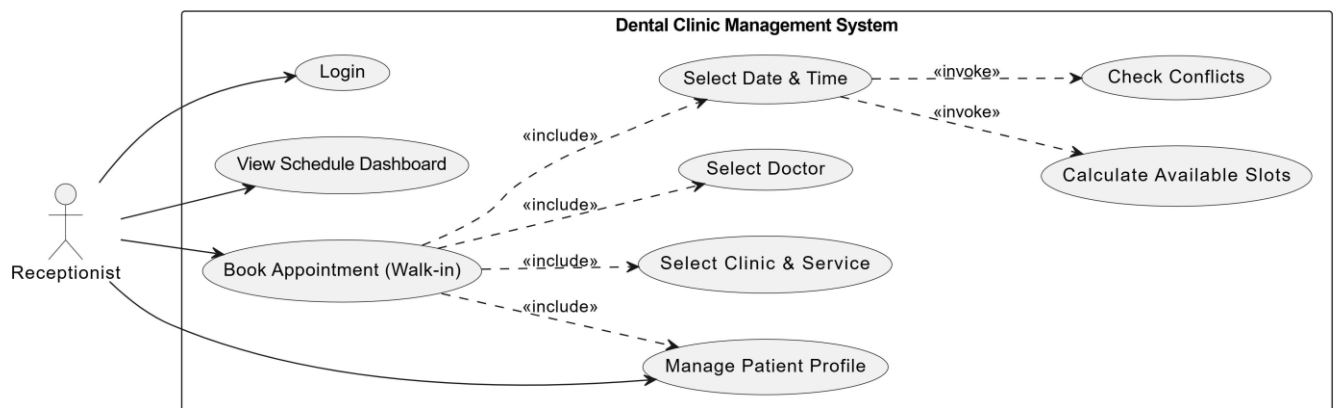 Dental Clinic Management System
Login
Select Date & Time
«invoke»
Check Conflicts
«invoke»
«include»
View Schedule Dashboard
Select Doctor
Calculate Available Slots
«include»
Receptionist
Book Appointment (Walk-in)
«include»
Select Clinic & Service
«include»
Manage Patient Profile